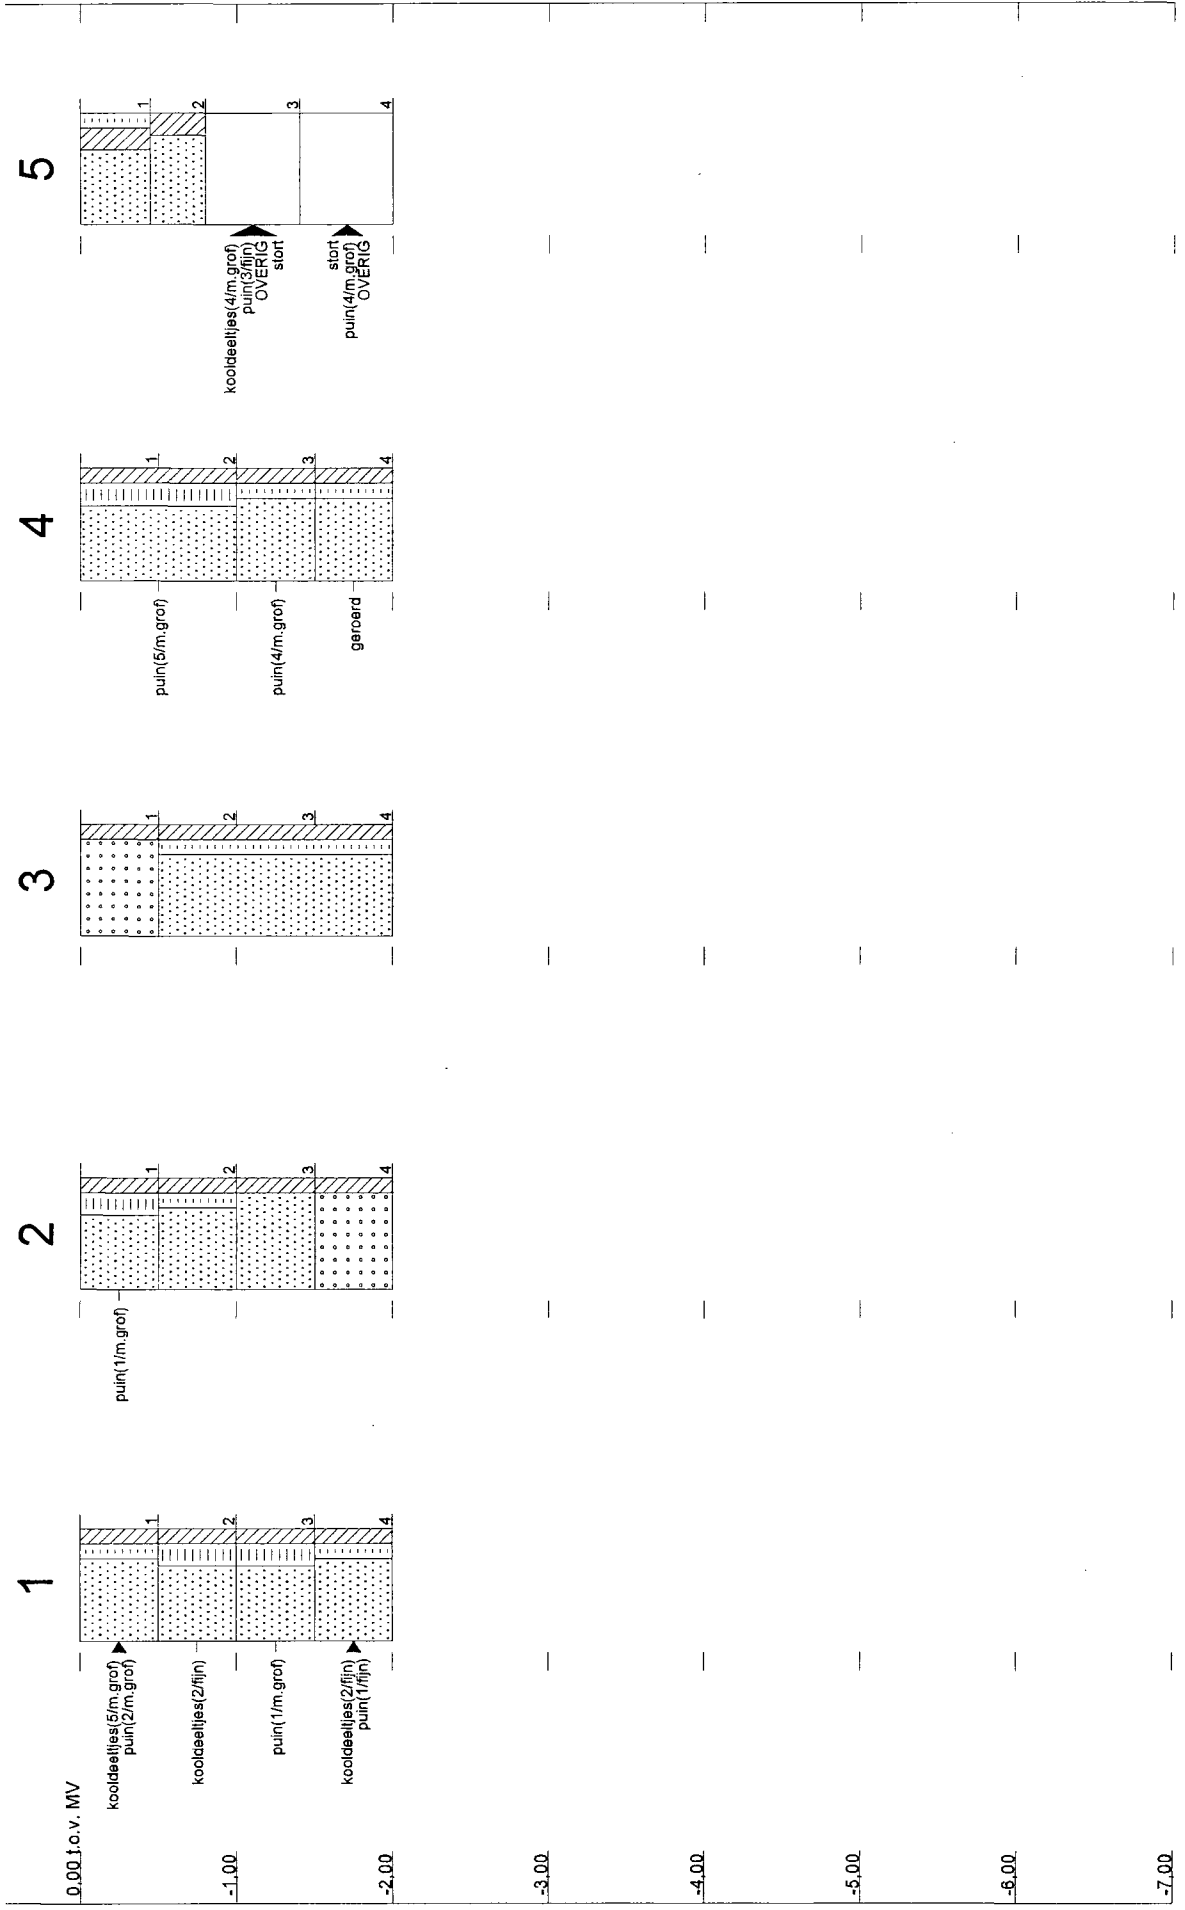 0,00 t.o.v. MV
-1,00
-2,00
-3,00
-4,00
-5,00
-6,00
-7,00
1
kooldeeltjes(5/m.grof)
puin(2/m.grof)
kooldeeltjes(2/fijn)
puin(1/m.grof)
kooldeeltjes(2/fijn)
puin(1/fijn)
1
2
3
4
2
puin(1/m.grof)
1
2
3
4
3
1
2
3
4
4
puin(5/m.grof)
puin(4/m.grof)
geroerd
1
2
3
4
5
kooldeeltjes(4/m.grof)
puin(3/fijn)
OVERIG
stort
stort
puin(4/m.grof)
OVERIG
1
2
3
4